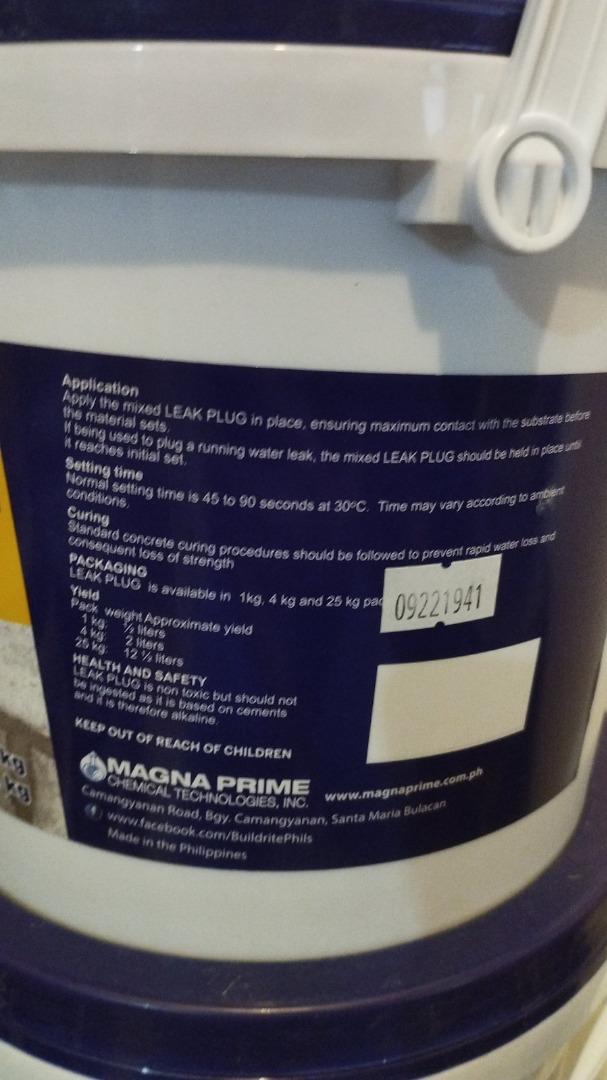 Application
Apply the mixed LEAK PLUG in place, ensuring maximum contact with the substrate before
the material sets.
If being used to plug a running water leak, the mixed LEAK PLUG should be held in place until
it reaches initial set.
Setting time
Normal setting time is 45 to 90 seconds at 30ºC. Time may vary according to ambient
conditions.
Curing
Standard concrete curing procedures should be followed to prevent rapid water loss and
consequent loss of strength
PACKAGING
LEAK PLUG is available in 1kg, 4 kg and 25 kg pac
09221941
Yield
Pack weight Approximate yield
1 kg: ½ liters
4 kg: 2 liters
25 kg: 12 ½ liters
HEALTH AND SAFETY
LEAK PLUG is non toxic but should not
be ingested as it is based on cements
and it is therefore alkaline.
KEEP OUT OF REACH OF CHILDREN
kg
kg
MAGNA PRIME
CHEMICAL TECHNOLOGIES, INC.
www.magnaprime.com.ph
Camangyanan Road, Bgy. Camangyanan, Santa Maria Bulacan
f www.facebook.com/BuildritePhils
Made in the Philippines